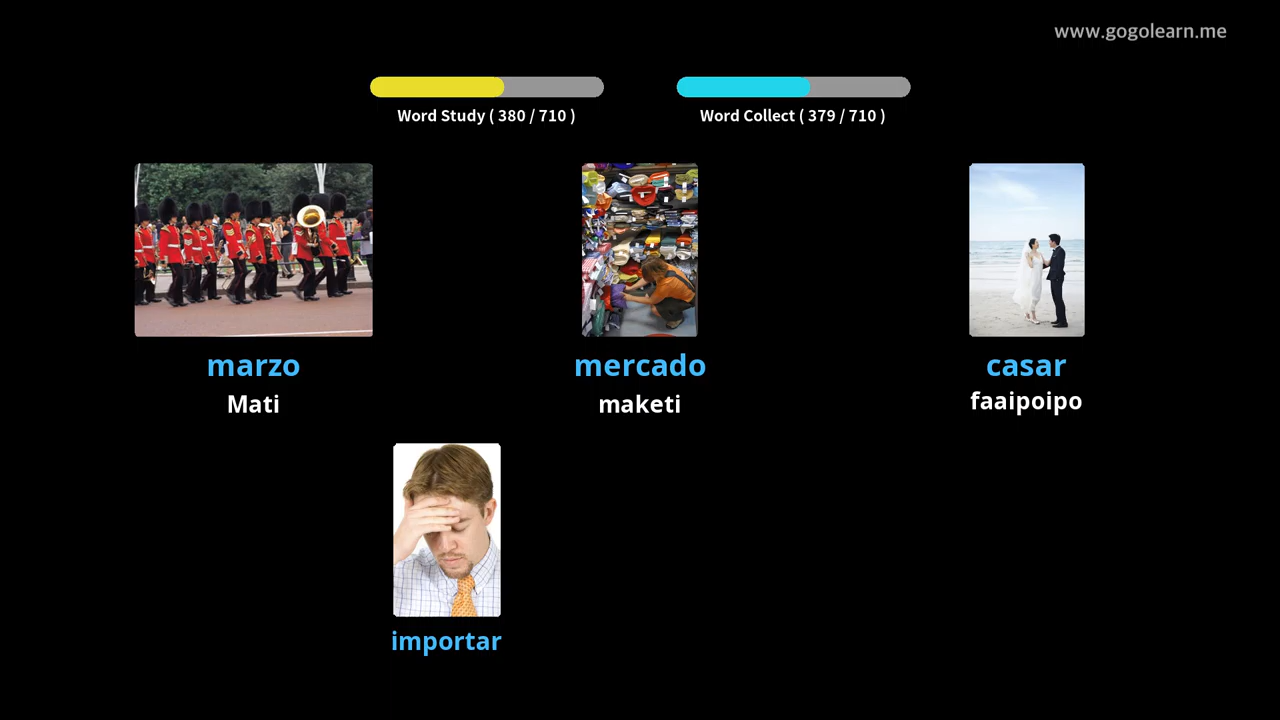 www.gogolearn.me
Word Study ( 380 / 710 )
Word Collect ( 379 / 710 )
marzo
Mati
mercado
maketi
casar
faaipoipo
importar